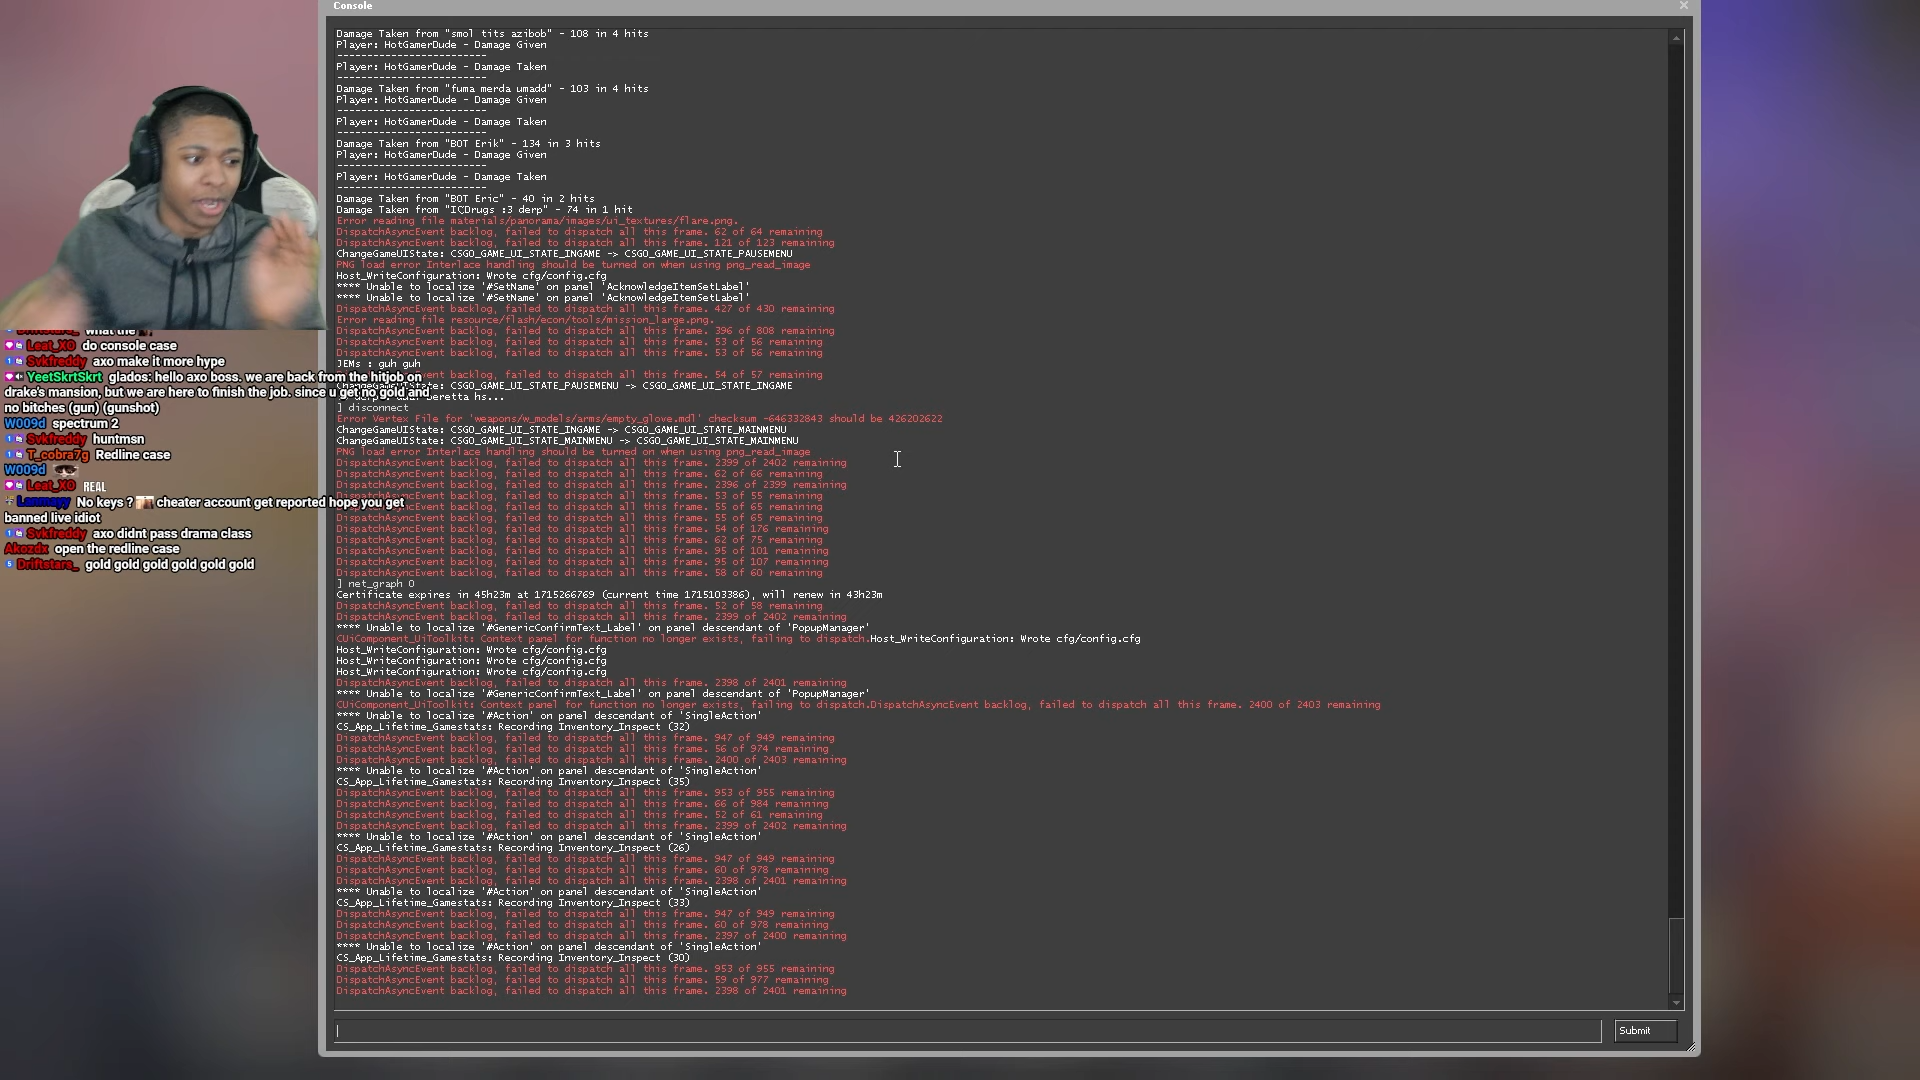 Console
Damage Taken from "smol tits azibob" - 108 in 4 hits
Player: HotGamerDude - Damage Given
-------------------------
Player: HotGamerDude - Damage Taken
-------------------------
Damage Taken from "fuma merda umadd" - 103 in 4 hits
Player: HotGamerDude - Damage Given
-------------------------
Player: HotGamerDude - Damage Taken
-------------------------
Damage Taken from "BOT Erik" - 134 in 3 hits
Player: HotGamerDude - Damage Given
-------------------------
Player: HotGamerDude - Damage Taken
-------------------------
Damage Taken from "BOT Eric" - 40 in 2 hits
Damage Taken from "ICDrugs :3 derp" - 74 in 1 hit
Error reading file materials/panorama/images/ui_textures/flare.png.
DispatchAsyncEvent backlog, failed to dispatch all this frame. 62 of 64 remaining
DispatchAsyncEvent backlog, failed to dispatch all this frame. 121 of 123 remaining
ChangeGameUIState: CSGO_GAME_UI_STATE_INGAME -> CSGO_GAME_UI_STATE_PAUSEMENU
PNG load error Interlace handling should be turned on when using png_read_image
Host_WriteConfiguration: Wrote cfg/config.cfg
**** Unable to localize '#SetName' on panel 'AcknowledgeItemSetLabel'
**** Unable to localize '#SetName' on panel 'AcknowledgeItemSetLabel'
DispatchAsyncEvent backlog, failed to dispatch all this frame. 427 of 430 remaining
Error reading file resource/flash/econ/tools/mission_large.png.
DispatchAsyncEvent backlog, failed to dispatch all this frame. 396 of 808 remaining
DispatchAsyncEvent backlog, failed to dispatch all this frame. 53 of 56 remaining
DispatchAsyncEvent backlog, failed to dispatch all this frame. 53 of 56 remaining
JEMs : guh guh
DispatchAsyncEvent backlog, failed to dispatch all this frame. 54 of 57 remaining
ChangeGameUIState: CSGO_GAME_UI_STATE_PAUSEMENU -> CSGO_GAME_UI_STATE_INGAME
beretta hs...
] disconnect
Error Vertex File for 'weapons/w_models/arms/empty_glove.mdl' checksum -646332843 should be 426202622
ChangeGameUIState: CSGO_GAME_UI_STATE_INGAME -> CSGO_GAME_UI_STATE_MAINMENU
ChangeGameUIState: CSGO_GAME_UI_STATE_MAINMENU -> CSGO_GAME_UI_STATE_MAINMENU
PNG load error Interlace handling should be turned on when using png_read_image
DispatchAsyncEvent backlog, failed to dispatch all this frame. 2399 of 2402 remaining
DispatchAsyncEvent backlog, failed to dispatch all this frame. 62 of 66 remaining
DispatchAsyncEvent backlog, failed to dispatch all this frame. 2396 of 2399 remaining
DispatchAsyncEvent backlog, failed to dispatch all this frame. 53 of 55 remaining
DispatchAsyncEvent backlog, failed to dispatch all this frame. 55 of 65 remaining
DispatchAsyncEvent backlog, failed to dispatch all this frame. 55 of 65 remaining
DispatchAsyncEvent backlog, failed to dispatch all this frame. 54 of 176 remaining
DispatchAsyncEvent backlog, failed to dispatch all this frame. 62 of 75 remaining
DispatchAsyncEvent backlog, failed to dispatch all this frame. 95 of 101 remaining
DispatchAsyncEvent backlog, failed to dispatch all this frame. 95 of 107 remaining
DispatchAsyncEvent backlog, failed to dispatch all this frame. 58 of 60 remaining
] net_graph 0
Certificate expires in 45h23m at 1715266769 (current time 1715103386), will renew in 43h23m
DispatchAsyncEvent backlog, failed to dispatch all this frame. 52 of 58 remaining
DispatchAsyncEvent backlog, failed to dispatch all this frame. 2399 of 2402 remaining
**** Unable to localize '#GenericConfirmText_Label' on panel descendant of 'PopupManager'
CUiComponent_UiToolkit: Context panel for function no longer exists, failing to dispatch.Host_WriteConfiguration: Wrote cfg/config.cfg
Host_WriteConfiguration: Wrote cfg/config.cfg
Host_WriteConfiguration: Wrote cfg/config.cfg
Host_WriteConfiguration: Wrote cfg/config.cfg
DispatchAsyncEvent backlog, failed to dispatch all this frame. 2398 of 2401 remaining
**** Unable to localize '#GenericConfirmText_Label' on panel descendant of 'PopupManager'
CUiComponent_UiToolkit: Context panel for function no longer exists, failing to dispatch.DispatchAsyncEvent backlog, failed to dispatch all this frame. 2400 of 2403 remaining
**** Unable to localize '#Action' on panel descendant of 'SingleAction'
CS_App_Lifetime_Gamestats: Recording Inventory_Inspect (32)
DispatchAsyncEvent backlog, failed to dispatch all this frame. 947 of 949 remaining
DispatchAsyncEvent backlog, failed to dispatch all this frame. 56 of 974 remaining
DispatchAsyncEvent backlog, failed to dispatch all this frame. 2400 of 2403 remaining
**** Unable to localize '#Action' on panel descendant of 'SingleAction'
CS_App_Lifetime_Gamestats: Recording Inventory_Inspect (35)
DispatchAsyncEvent backlog, failed to dispatch all this frame. 953 of 955 remaining
DispatchAsyncEvent backlog, failed to dispatch all this frame. 66 of 984 remaining
DispatchAsyncEvent backlog, failed to dispatch all this frame. 52 of 61 remaining
DispatchAsyncEvent backlog, failed to dispatch all this frame. 2399 of 2402 remaining
**** Unable to localize '#Action' on panel descendant of 'SingleAction'
CS_App_Lifetime_Gamestats: Recording Inventory_Inspect (26)
DispatchAsyncEvent backlog, failed to dispatch all this frame. 947 of 949 remaining
DispatchAsyncEvent backlog, failed to dispatch all this frame. 60 of 978 remaining
DispatchAsyncEvent backlog, failed to dispatch all this frame. 2398 of 2401 remaining
**** Unable to localize '#Action' on panel descendant of 'SingleAction'
CS_App_Lifetime_Gamestats: Recording Inventory_Inspect (33)
DispatchAsyncEvent backlog, failed to dispatch all this frame. 947 of 949 remaining
DispatchAsyncEvent backlog, failed to dispatch all this frame. 60 of 978 remaining
DispatchAsyncEvent backlog, failed to dispatch all this frame. 2397 of 2400 remaining
**** Unable to localize '#Action' on panel descendant of 'SingleAction'
CS_App_Lifetime_Gamestats: Recording Inventory_Inspect (30)
DispatchAsyncEvent backlog, failed to dispatch all this frame. 953 of 955 remaining
DispatchAsyncEvent backlog, failed to dispatch all this frame. 59 of 977 remaining
DispatchAsyncEvent backlog, failed to dispatch all this frame. 2398 of 2401 remaining
Submit
Driftstars_ what the
Leat_XO do console case
Svkfreddy axo make it more hype
YeetSkrtSkrt glados: hello axo boss. we are back from the hitjob on
drake's mansion, but we are here to finish the job. since u get no gold and
no bitches (gun) (gunshot)
W009d spectrum 2
Svkfreddy huntmsn
T_cobra7g Redline case
W009d
Leat_XO REAL
Lanmayy No keys ? cheater account get reported hope you get
banned live idiot
Svkfreddy axo didnt pass drama class
Akozdx open the redline case
Driftstars_ gold gold gold gold gold gold